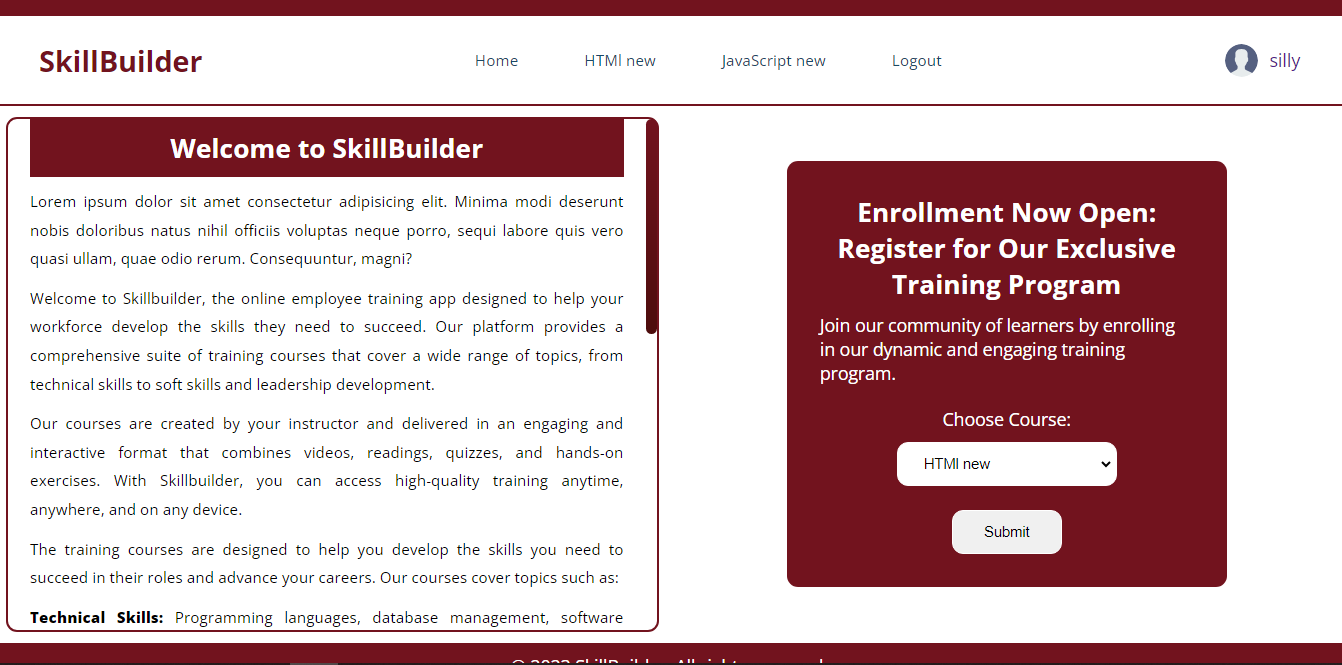 SkillBuilder
Home
HTMl new
JavaScript new
Logout
silly
Welcome to SkillBuilder
Lorem ipsum dolor sit amet consectetur adipisicing elit. Minima modi deserunt
nobis doloribus natus nihil officiis voluptas neque porro, sequi labore quis vero
quasi ullam, quae odio rerum. Consequuntur, magni?
Welcome to Skillbuilder, the online employee training app designed to help your
workforce develop the skills they need to succeed. Our platform provides a
comprehensive suite of training courses that cover a wide range of topics, from
technical skills to soft skills and leadership development.
Our courses are created by your instructor and delivered in an engaging and
interactive format that combines videos, readings, quizzes, and hands-on
exercises. With Skillbuilder, you can access high-quality training anytime,
anywhere, and on any device.
The training courses are designed to help you develop the skills you need to
succeed in their roles and advance your careers. Our courses cover topics such as:
Technical Skills: Programming languages, database management, software
Enrollment Now Open:
Register for Our Exclusive
Training Program
Join our community of learners by enrolling
in our dynamic and engaging training
program.
Choose Course:
HTMl new
Submit